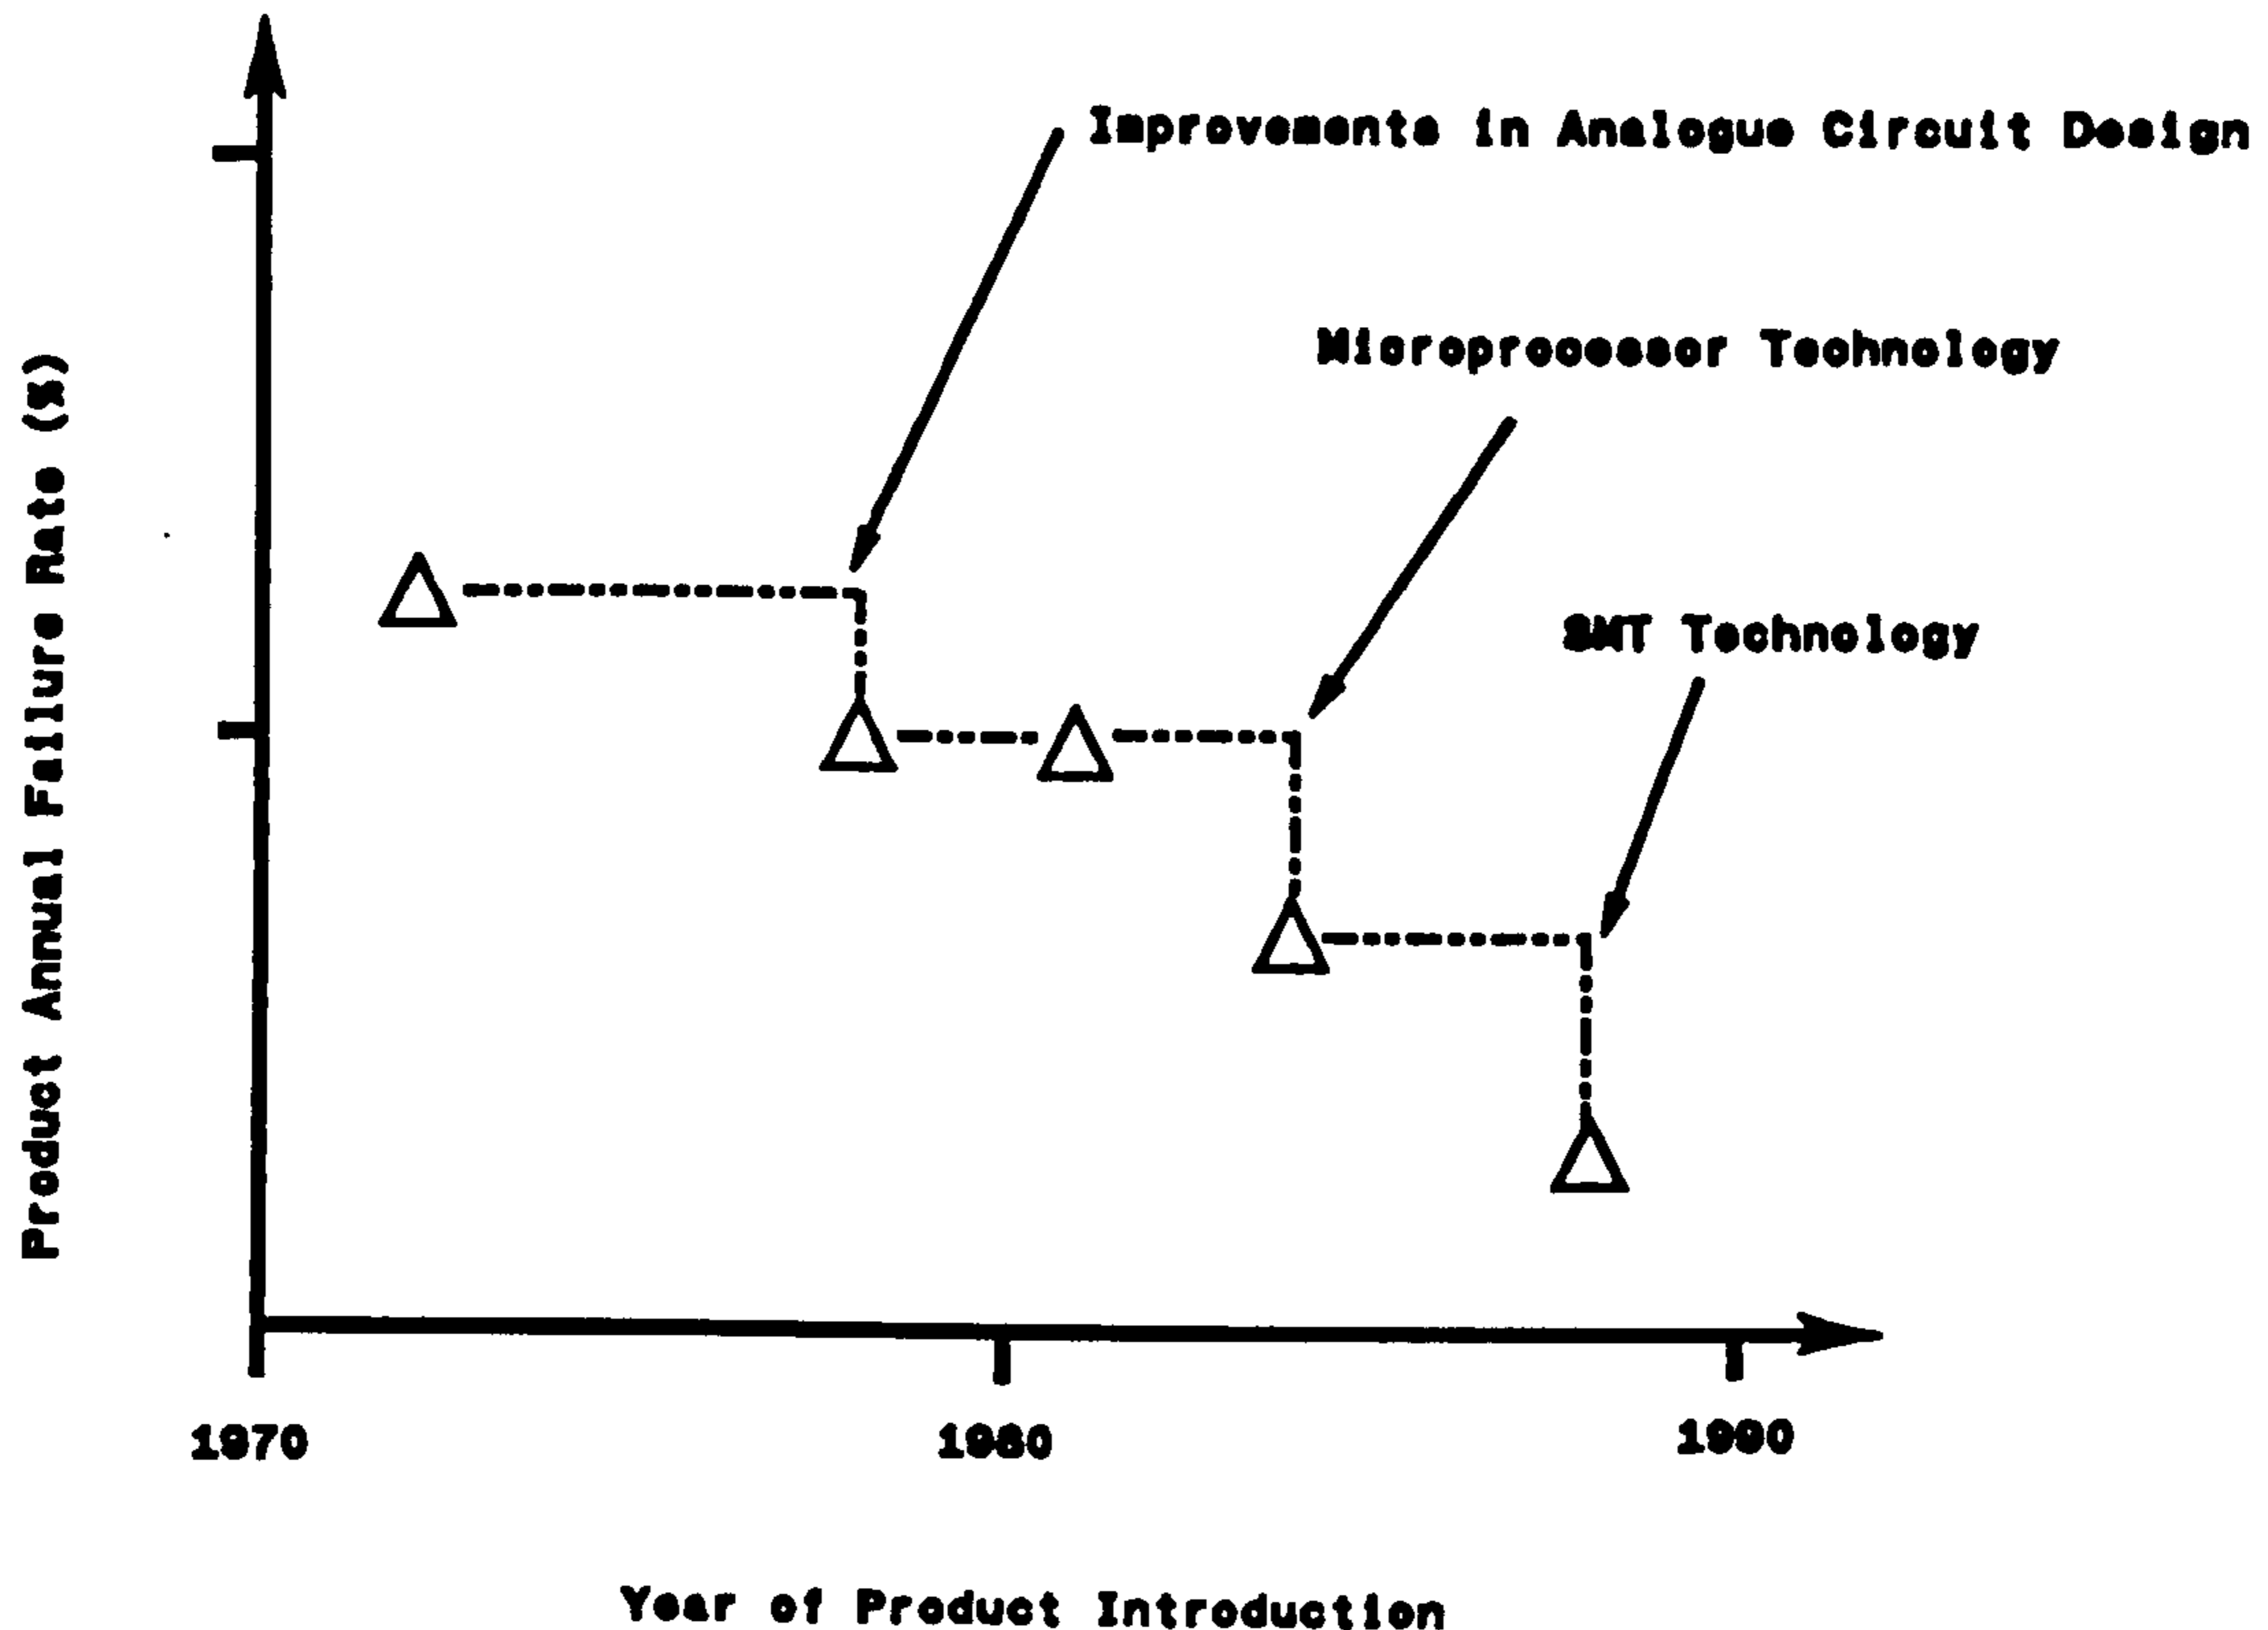 Improvements in Analogue Circuit Design
Microprocessor Technology
SMT Technology
Product Annual Failure Rate (%)
1970
1980
1990
Year of Product Introduction